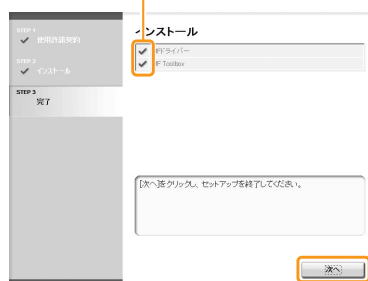 STEP 1
使用許諾契約
STEP 2
インストール
STEP 3
完了
インストール
MFドライバー
MF Toolbox
[次へ]をクリックし、セットアップを終了してください。
次へ